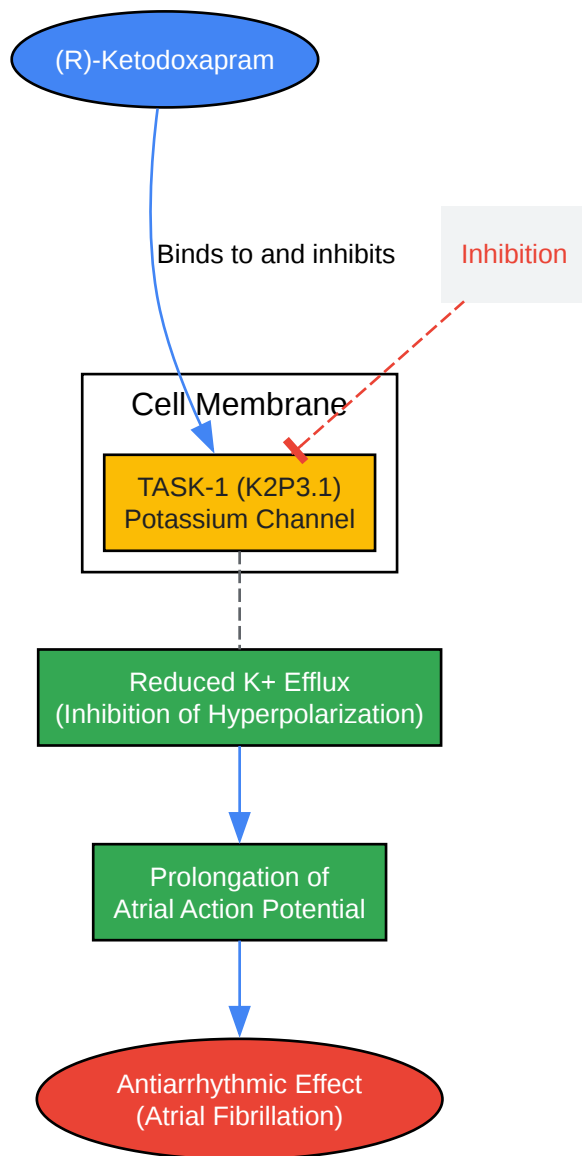 (R)-Ketodoxapram
Binds to and inhibits
Inhibition
Cell Membrane
TASK-1 (K2P3.1)
Potassium Channel
Reduced K+ Efflux
(Inhibition of Hyperpolarization)
Prolongation of
Atrial Action Potential
Antiarrhythmic Effect
(Atrial Fibrillation)